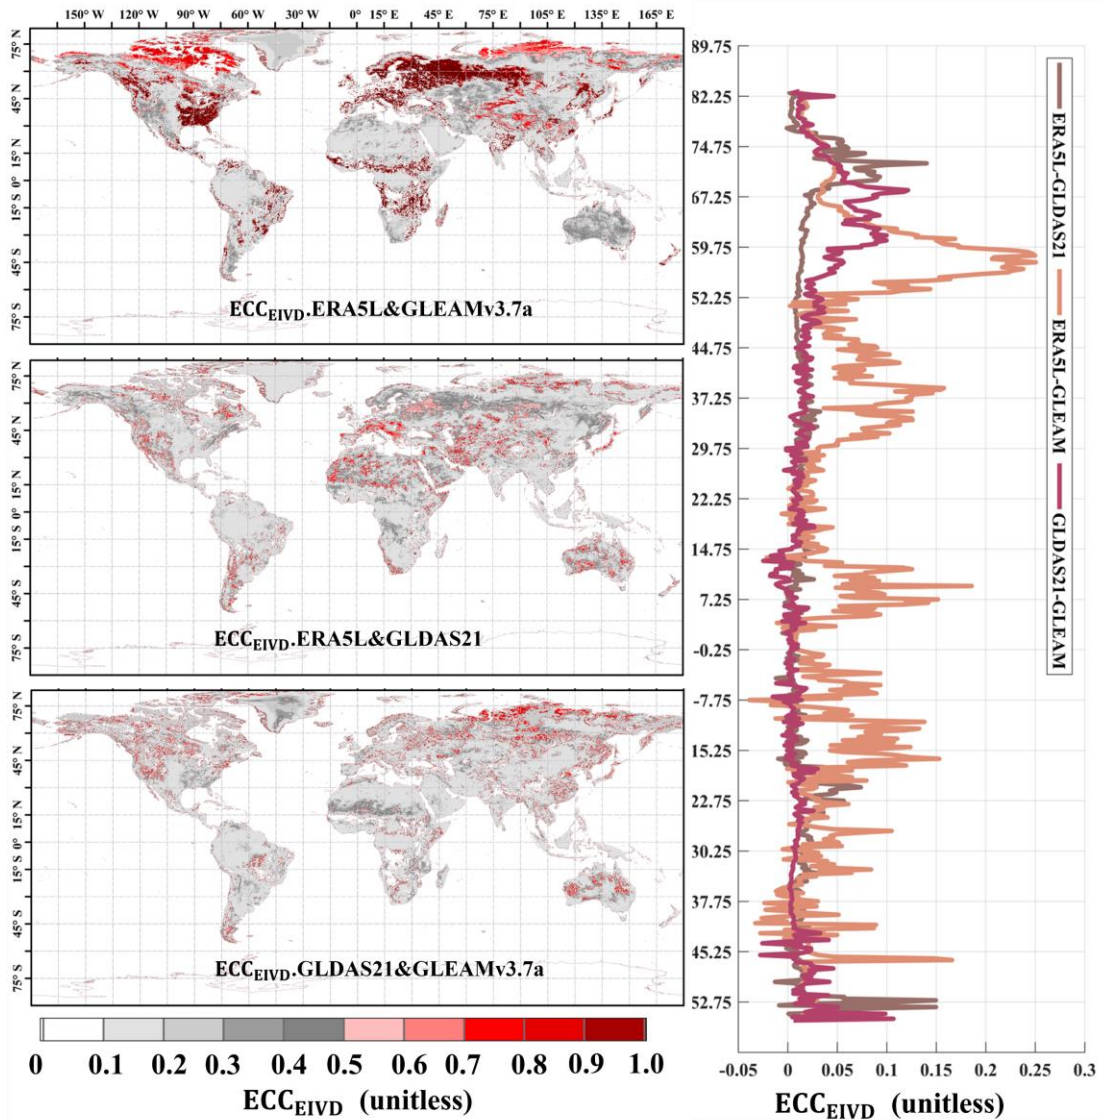 150° W 120° W 90° W 60° W 30° W 0° E 15° E 45° E 75° E 105° E 135° E 165° E
75° N
45° N
15° N
0°
15° S
45° S
75° S
ECC_EIVD.ERA5L&GLEAMv3.7a
75° N
45° N
15° N
0°
15° S
45° S
75° S
ECC_EIVD.ERA5L&GLDAS21
75° N
45° N
15° N
0°
15° S
45° S
75° S
ECC_EIVD.GLDAS21&GLEAMv3.7a
0 0.1 0.2 0.3 0.4 0.5 0.6 0.7 0.8 0.9 1.0
ECC_EIVD (unitless)
89.75
82.25
74.75
67.25
59.75
52.25
44.75
37.25
29.75
22.25
14.75
7.25
-0.25
-7.75
15.25
22.75
30.25
37.75
45.25
52.75
-0.05 0 0.05 0.1 0.15 0.2 0.25 0.3
ECC_EIVD (unitless)
ERA5L-GLDAS21
ERA5L-GLEAM
GLDAS21-GLEAM